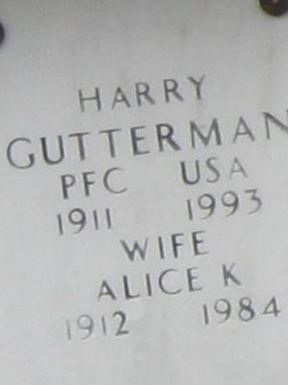 HARRY
GUTTERMAN
PFC USA
1911 1993
WIFE
ALICE K
1912 1984